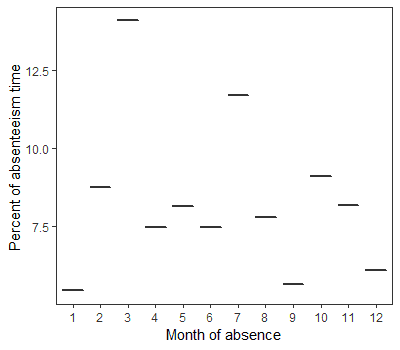 Percent of absenteeism time
12.5
10.0
7.5
1 2 3 4 5 6 7 8 9 10 11 12
Month of absence